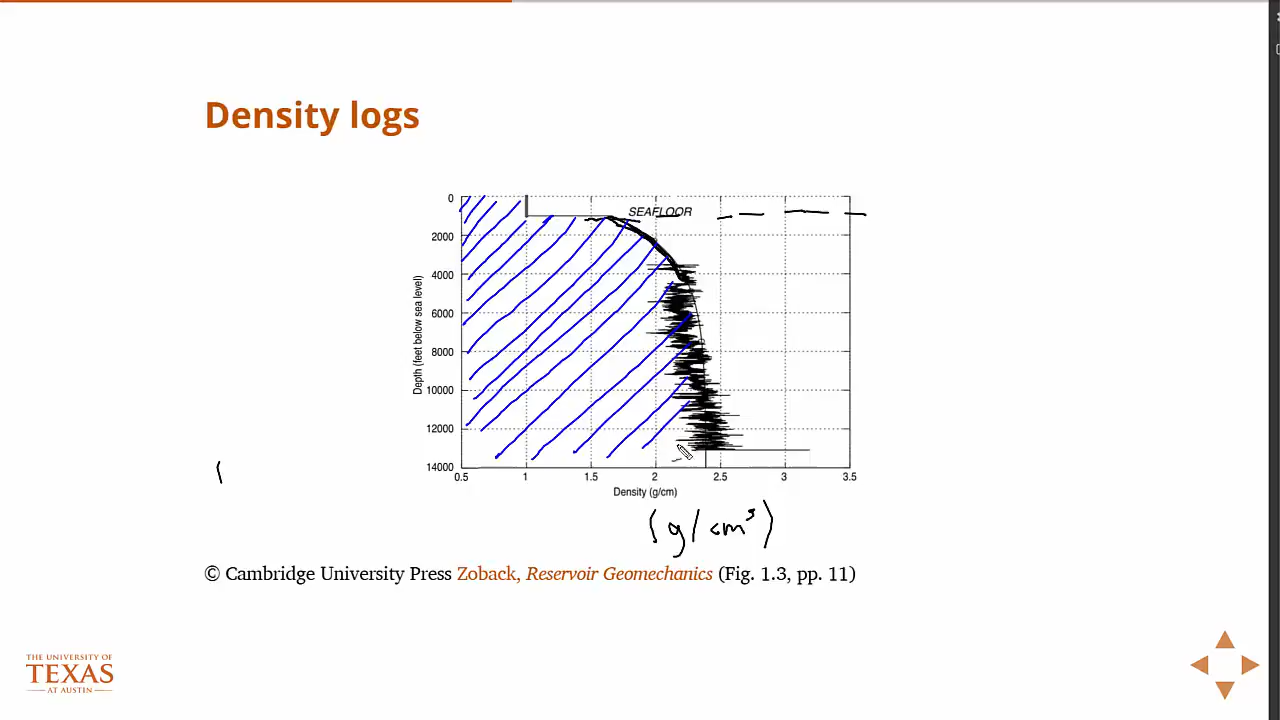 Density logs
SEAFLOOR
0
2000
4000
6000
8000
10000
12000
14000
Depth (feet below sea level)
0.5 1 1.5 2 2.5 3 3.5
Density (g/cm)
(g/cm³)
© Cambridge University Press Zoback, Reservoir Geomechanics (Fig. 1.3, pp. 11)
THE UNIVERSITY OF
TEXAS
AT AUSTIN